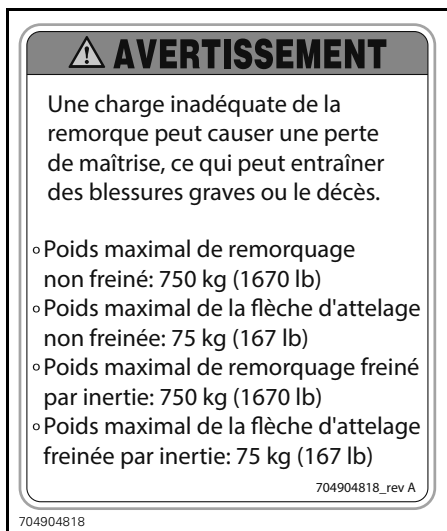 AVERTISSEMENT
Une charge inadéquate de la
remorque peut causer une perte
de maîtrise, ce qui peut entraîner
des blessures graves ou le décès.
Poids maximal de remorquage
non freiné: 750 kg (1670 lb)
Poids maximal de la flèche d'attelage
non freinée: 75 kg (167 lb)
Poids maximal de remorquage freiné
par inertie: 750 kg (1670 lb)
Poids maximal de la flèche d'attelage
freinée par inertie: 75 kg (167 lb)
704904818_rev A
704904818